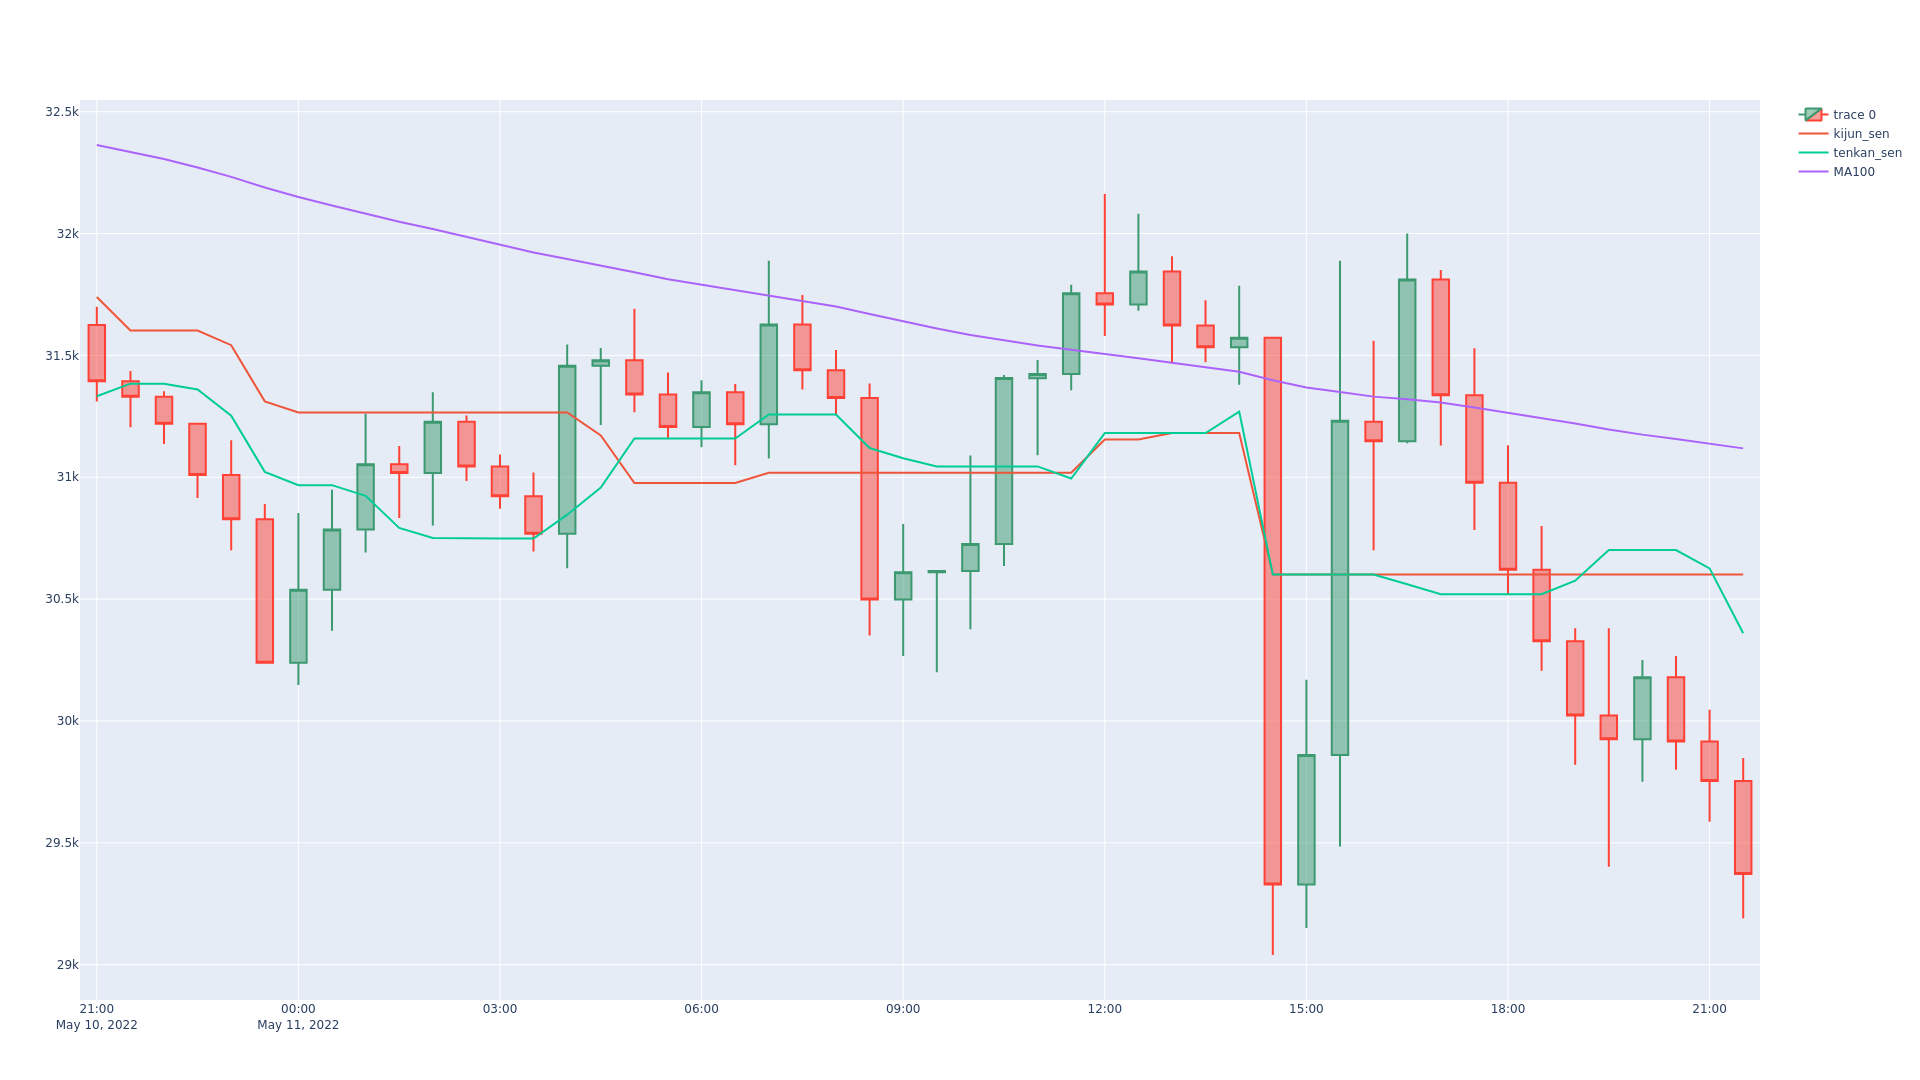 32.5k
32k
31.5k
31k
30.5k
30k
29.5k
29k
21:00 00:00 03:00 06:00 09:00 12:00 15:00 18:00 21:00
May 10, 2022 May 11, 2022
trace 0
kijun_sen
tenkan_sen
MA100